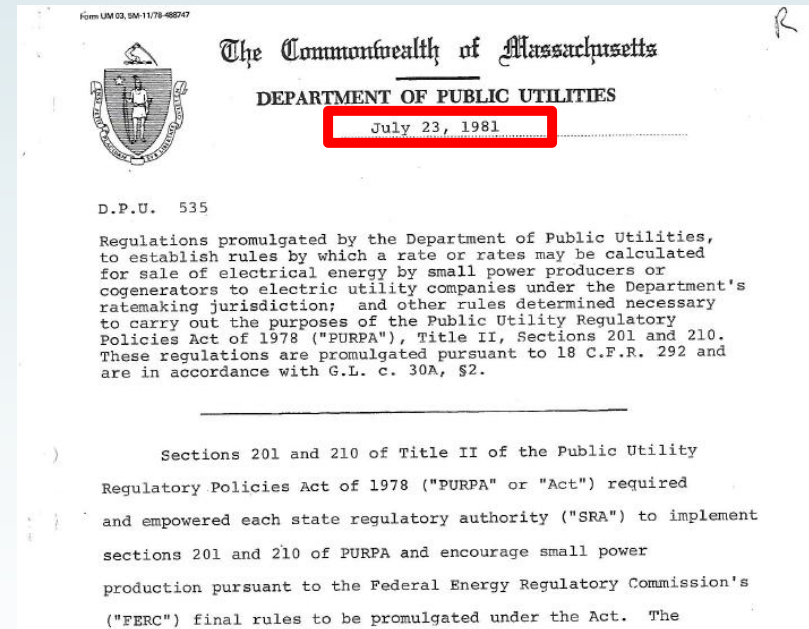 Form UM 03, 5M-11/78-488747
R
The Commonwealth of Massachusetts
DEPARTMENT OF PUBLIC UTILITIES
July 23, 1981
D.P.U. 535
Regulations promulgated by the Department of Public Utilities,
to establish rules by which a rate or rates may be calculated
for sale of electrical energy by small power producers or
cogenerators to electric utility companies under the Department's
ratemaking jurisdiction; and other rules determined necessary
to carry out the purposes of the Public Utility Regulatory
Policies Act of 1978 ("PURPA"), Title II, Sections 201 and 210.
These regulations are promulgated pursuant to 18 C.F.R. 292 and
are in accordance with G.L. c. 30A, §2.
Sections 201 and 210 of Title II of the Public Utility
Regulatory Policies Act of 1978 ("PURPA" or "Act") required
and empowered each state regulatory authority ("SRA") to implement
sections 201 and 210 of PURPA and encourage small power
production pursuant to the Federal Energy Regulatory Commission's
("FERC") final rules to be promulgated under the Act. The